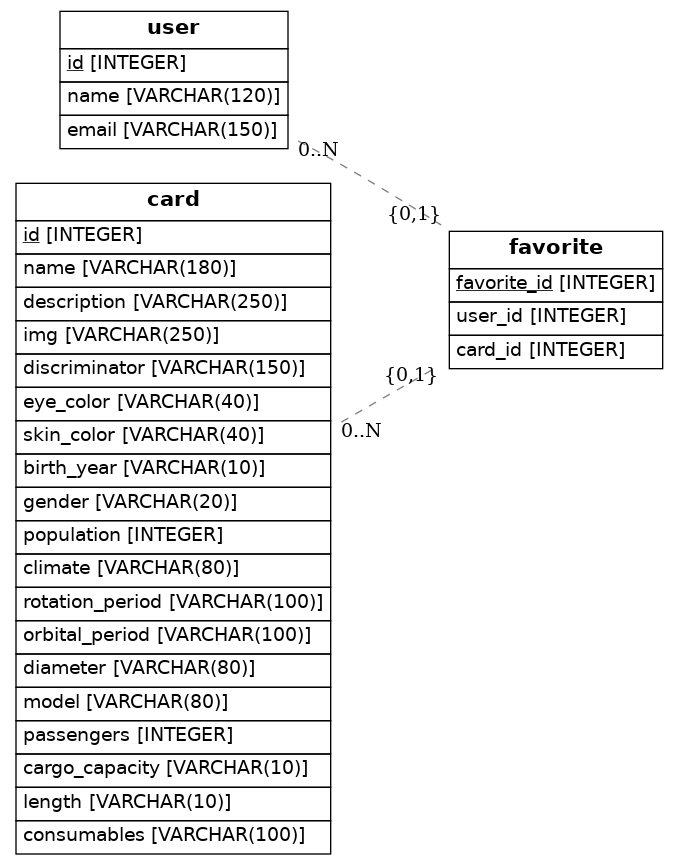 user
id [INTEGER]
name [VARCHAR(120)]
email [VARCHAR(150)]
0..N
{0,1}
card
id [INTEGER]
name [VARCHAR(180)]
description [VARCHAR(250)]
img [VARCHAR(250)]
discriminator [VARCHAR(150)]
eye_color [VARCHAR(40)]
skin_color [VARCHAR(40)]
birth_year [VARCHAR(10)]
gender [VARCHAR(20)]
population [INTEGER]
climate [VARCHAR(80)]
rotation_period [VARCHAR(100)]
orbital_period [VARCHAR(100)]
diameter [VARCHAR(80)]
model [VARCHAR(80)]
passengers [INTEGER]
cargo_capacity [VARCHAR(10)]
length [VARCHAR(10)]
consumables [VARCHAR(100)]
favorite
favorite_id [INTEGER]
user_id [INTEGER]
card_id [INTEGER]
{0,1}
0..N